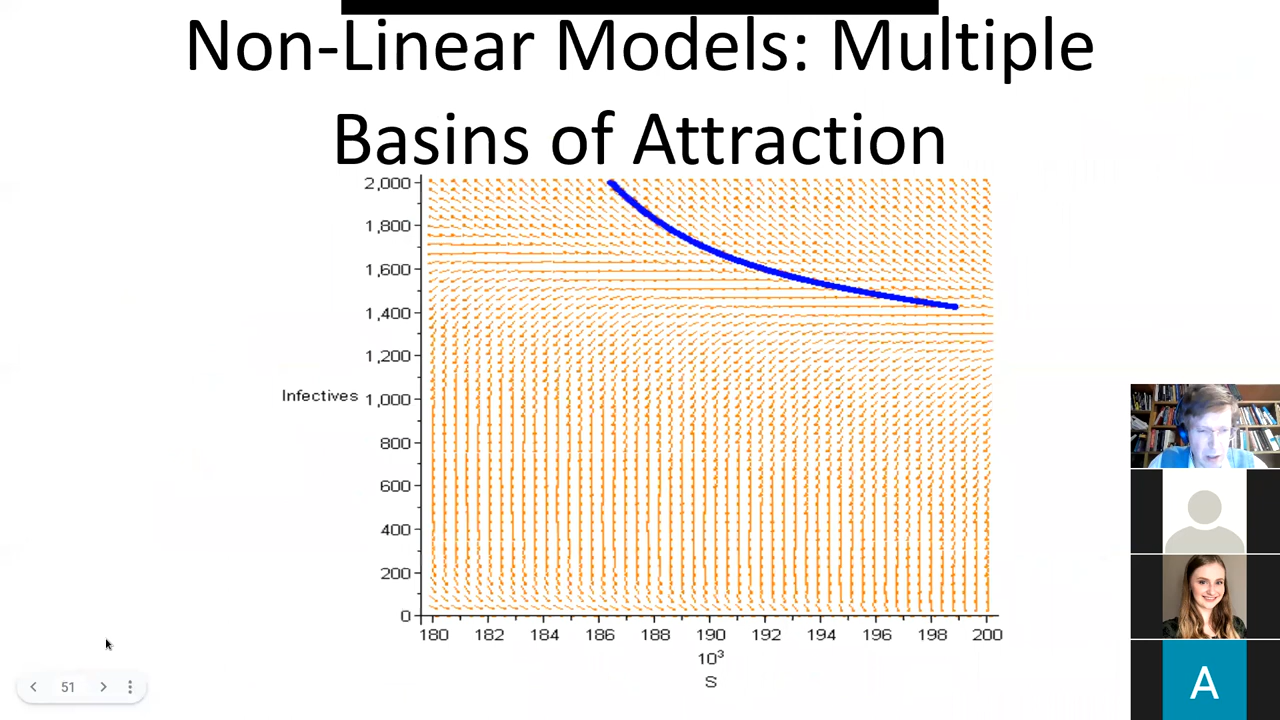 Non-Linear Models: Multiple
Basins of Attraction
2,000
1,800
1,600
1,400
1,200
Infectives 1,000
800
600
400
200
0
180 182 184 186 188 190 192 194 196 198 200
10³
S
51
A